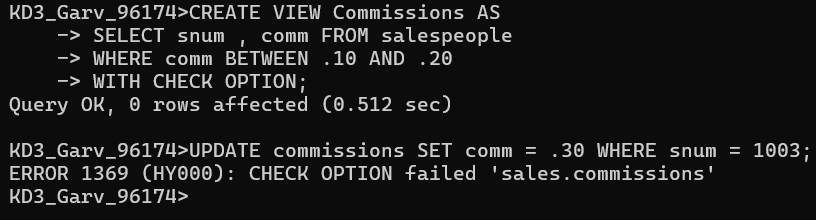 KD3_Garv_96174>CREATE VIEW Commissions AS
    -> SELECT snum , comm FROM salespeople
    -> WHERE comm BETWEEN .10 AND .20
    -> WITH CHECK OPTION;
Query OK, 0 rows affected (0.512 sec)

KD3_Garv_96174>UPDATE commissions SET comm = .30 WHERE snum = 1003;
ERROR 1369 (HY000): CHECK OPTION failed 'sales.commissions'
KD3_Garv_96174>